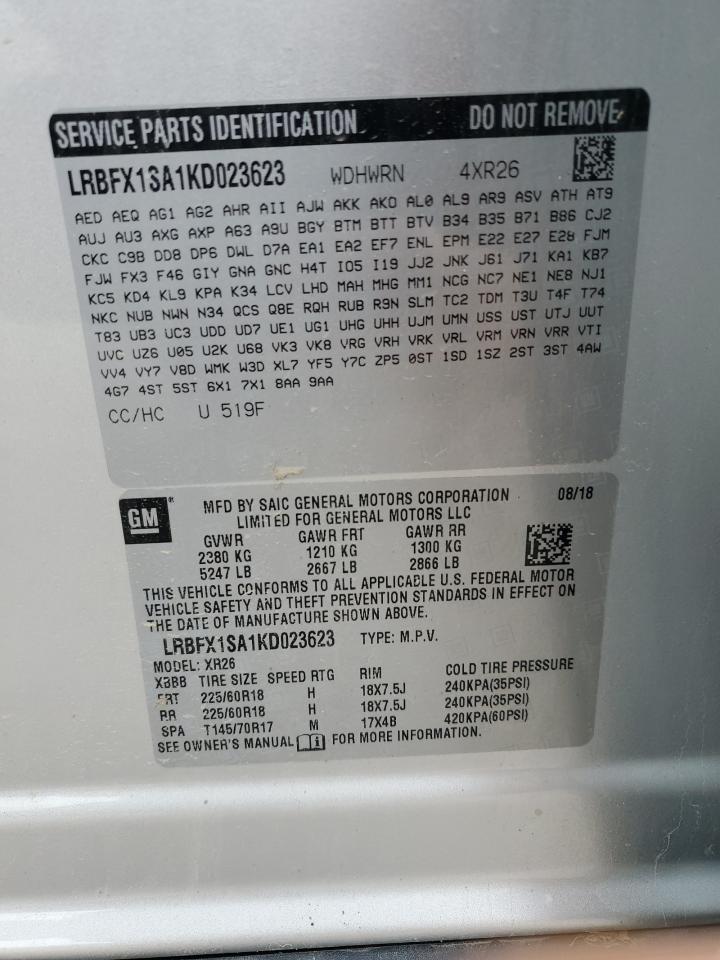 SERVICE PARTS IDENTIFICATION DO NOT REMOVE
LRBFX1SA1KD023623 WDHWRN 4XR26
AED AEQ AG1 AG2 AHR AII AJW AKK AKO AL0 AL9 AR9 ASV ATH AT9
AUJ AU3 AXG AXP A63 A9U BGY BTM BTT BTV B34 B35 B71 B86 CJ2
CKC C9B DD8 DP6 DWL D7A EA1 EA2 EF7 ENL EPM E22 E27 E28 FJM
FJW FX3 F46 GIY GNA GNC H4T IO5 I19 JJ2 JNK J61 J71 KA1 KB7
KC5 KD4 KL9 KPA K34 LCV LHD MAH MHG MM1 NCG NC7 NE1 NE8 NJ1
NKC NUB NWN N34 QCS Q8E RQH RUB R9N SLM TC2 TDM T3U T4F T74
T83 UB3 UC3 UDD UD7 UE1 UG1 UHG UHH UJM UMN USS UST UTJ UUT
UVC UZ6 U05 U2K U68 VK3 VK8 VRG VRH VRK VRL VRM VRN VRR VTI
VV4 VY7 V8D WMK W3D XL7 YF5 Y7C ZP5 0ST 1SD 1SZ 2ST 3ST 4AW
4G7 4ST 5ST 6X1 7X1 8AA 9AA
CC/HC U 519F
GM ® MFD BY SAIC GENERAL MOTORS CORPORATION 08/18
LIMITED FOR GENERAL MOTORS LLC
GVWR GAWR FRT GAWR RR
2380 KG 1210 KG 1300 KG
5247 LB 2667 LB 2866 LB
THIS VEHICLE CONFORMS TO ALL APPLICABLE U.S. FEDERAL MOTOR
VEHICLE SAFETY AND THEFT PREVENTION STANDARDS IN EFFECT ON
THE DATE OF MANUFACTURE SHOWN ABOVE.
LRBFX1SA1KD023623 TYPE: M.P.V.
MODEL: XR26
X3BB TIRE SIZE SPEED RTG RIM COLD TIRE PRESSURE
FRT 225/60R18 H 18X7.5J 240KPA(35PSI)
RR 225/60R18 H 18X7.5J 240KPA(35PSI)
SPA T145/70R17 M 17X4B 420KPA(60PSI)
SEE OWNER'S MANUAL FOR MORE INFORMATION.